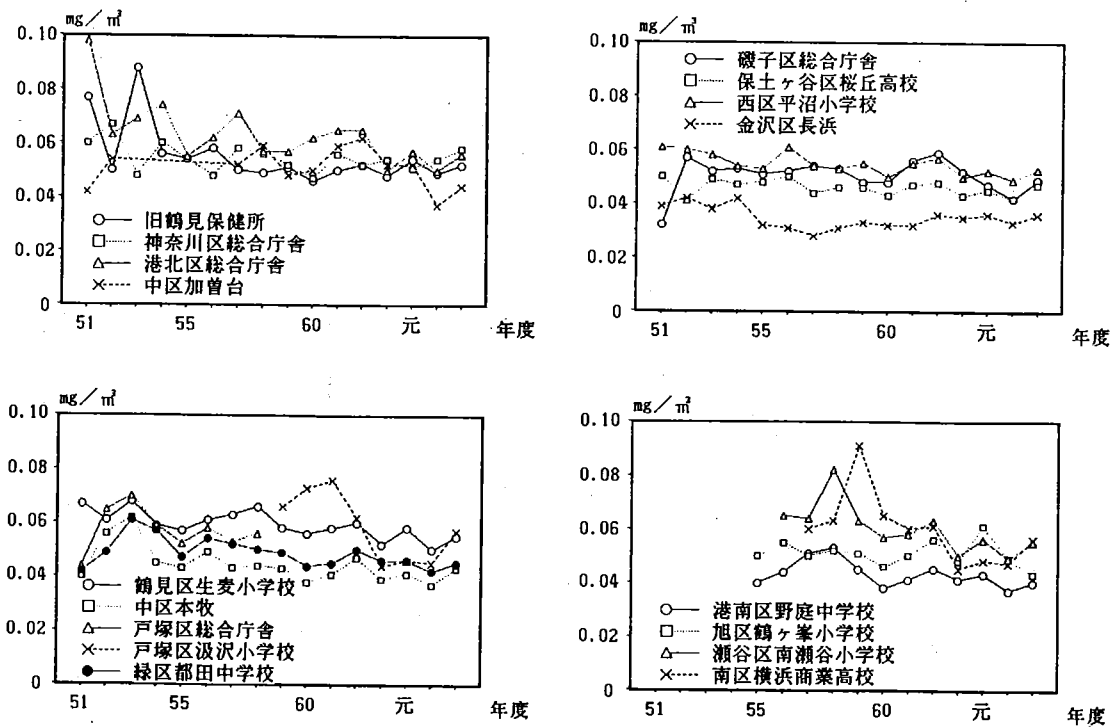 mg／㎥
0.10
0.08
0.06
0.04
0.02
0
旧鶴見保健所
神奈川区総合庁舎
港北区総合庁舎
中区加曽台
51 55 60 元 年度
mg／㎥
0.10
0.08
0.06
0.04
0.02
0
磯子区総合庁舎
保土ヶ谷区桜丘高校
西区平沼小学校
金沢区長浜
51 55 60 元 年度
mg／㎥
0.10
0.08
0.06
0.04
0.02
0
鶴見区生麦小学校
中区本牧
戸塚区総合庁舎
戸塚区汲沢小学校
緑区都田中学校
51 55 60 元 年度
mg／㎥
0.10
0.08
0.06
0.04
0.02
0
港南区野庭中学校
旭区鶴ヶ峯小学校
瀬谷区南瀬谷小学校
南区横浜商業高校
51 55 60 元 年度